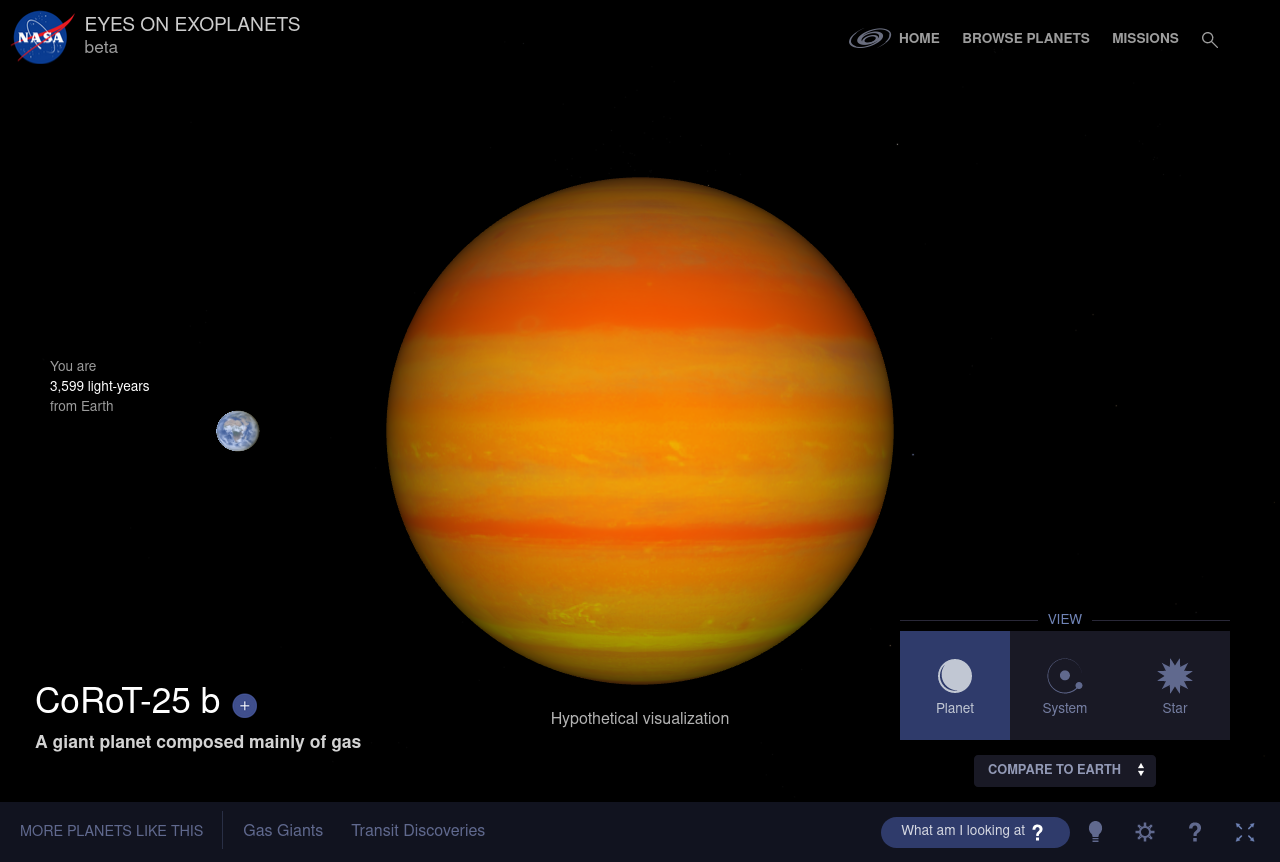 NASA
EYES ON EXOPLANETS
beta
HOME
BROWSE PLANETS
MISSIONS
You are
3,599 light-years
from Earth
CoRoT-25 b +
A giant planet composed mainly of gas
Hypothetical visualization
VIEW
Planet
System
Star
COMPARE TO EARTH
MORE PLANETS LIKE THIS
Gas Giants
Transit Discoveries
What am I looking at ?
?